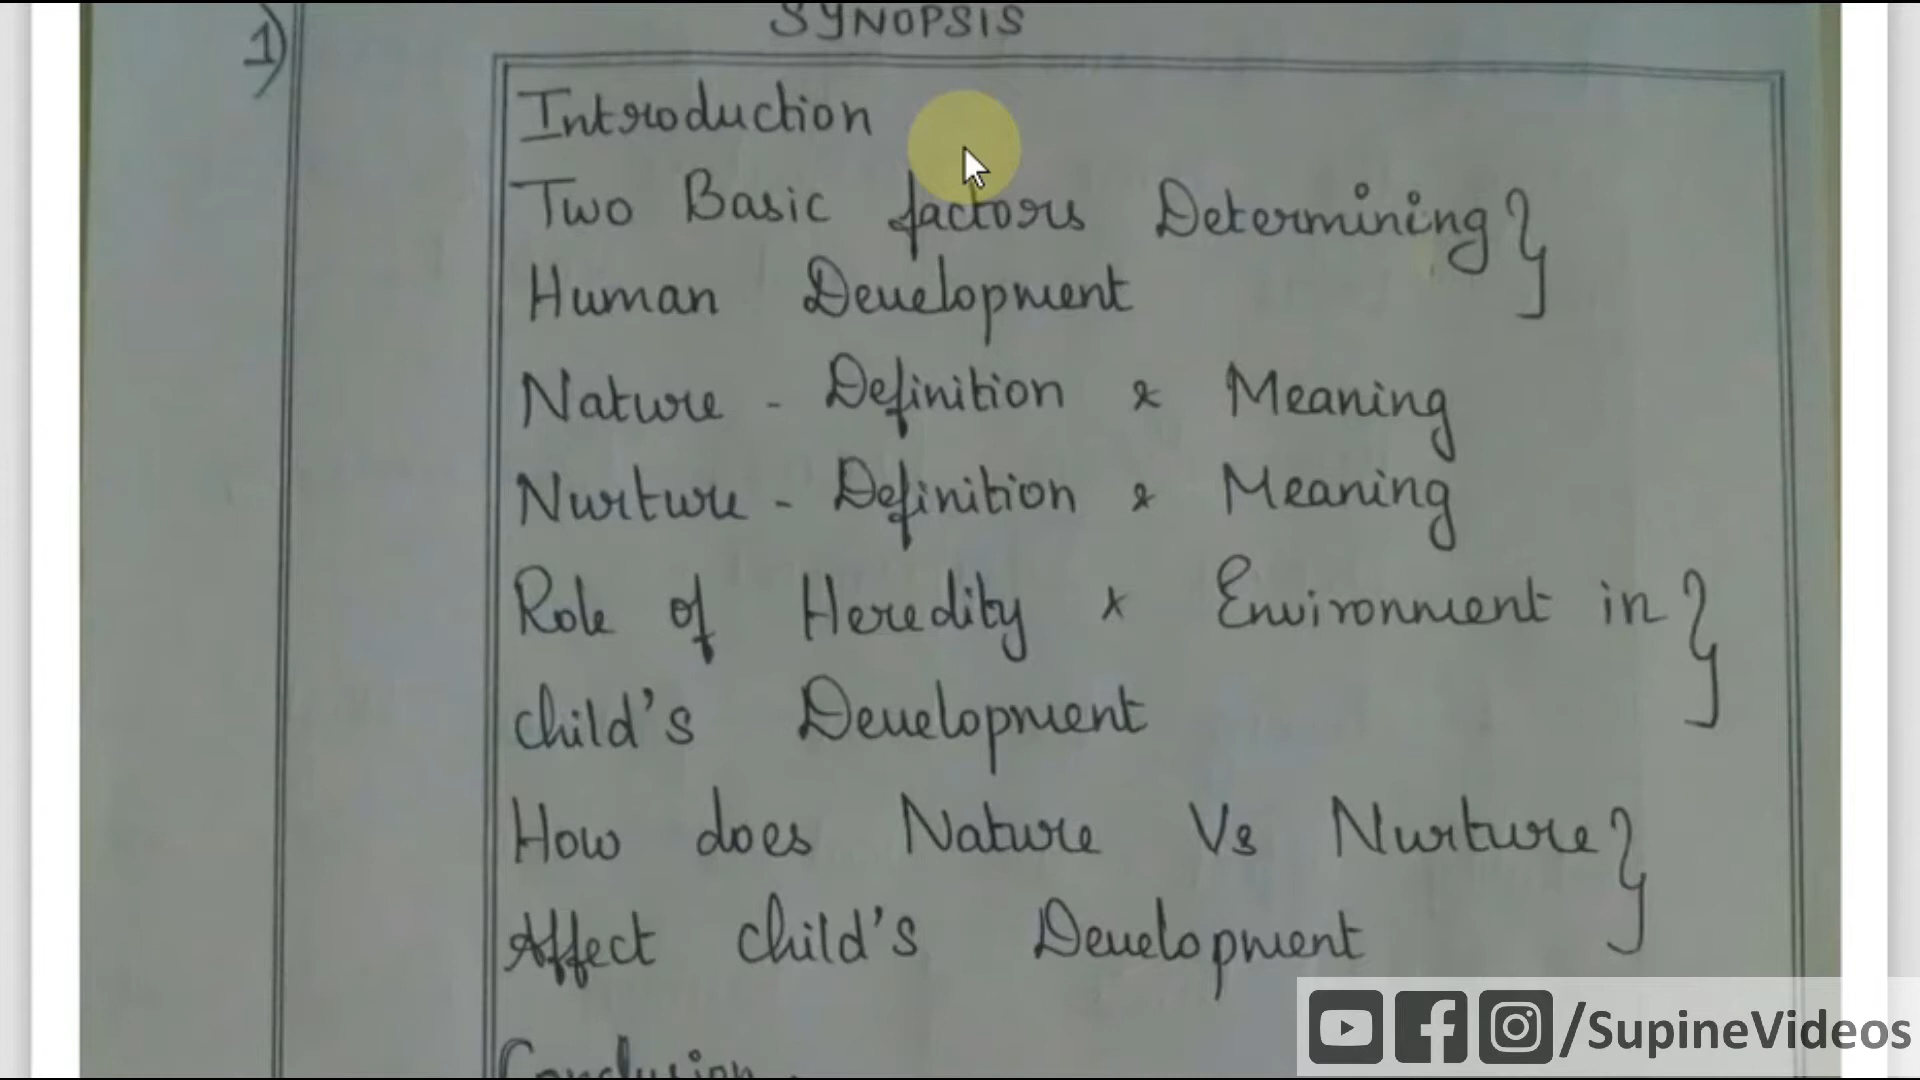 SYNOPSIS
1)
Introduction
Two Basic factors Determining }
Human Development
Nature - Definition & Meaning
Nurture - Definition & Meaning
Role of Heredity & Environment in }
child's Development
How does Nature Vs Nurture }
Affect child's Development
Conclusion.
/SupineVideos